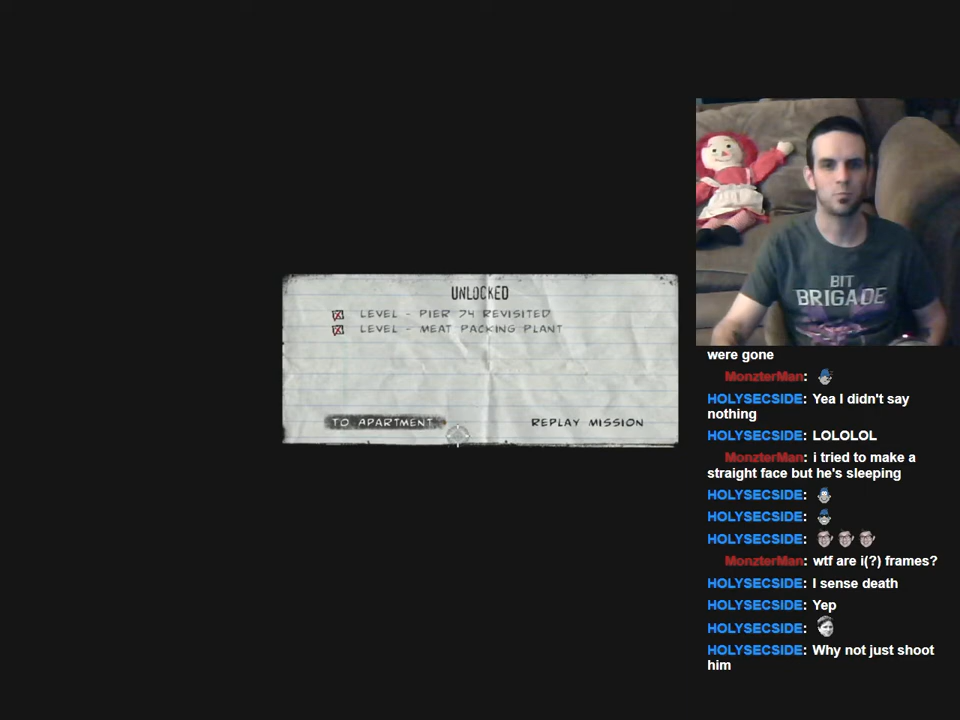 UNLOCKED
LEVEL - PIER 74 REVISITED
LEVEL - MEAT PACKING PLANT
TO APARTMENT
REPLAY MISSION
BIT
BRIGADE
were gone
MonzterMan:
HOLYSECSIDE: Yea I didn't say
nothing
HOLYSECSIDE: LOLOLOL
MonzterMan: i tried to make a
straight face but he's sleeping
HOLYSECSIDE:
HOLYSECSIDE:
HOLYSECSIDE:
MonzterMan: wtf are i(?) frames?
HOLYSECSIDE: I sense death
HOLYSECSIDE: Yep
HOLYSECSIDE:
HOLYSECSIDE: Why not just shoot
him